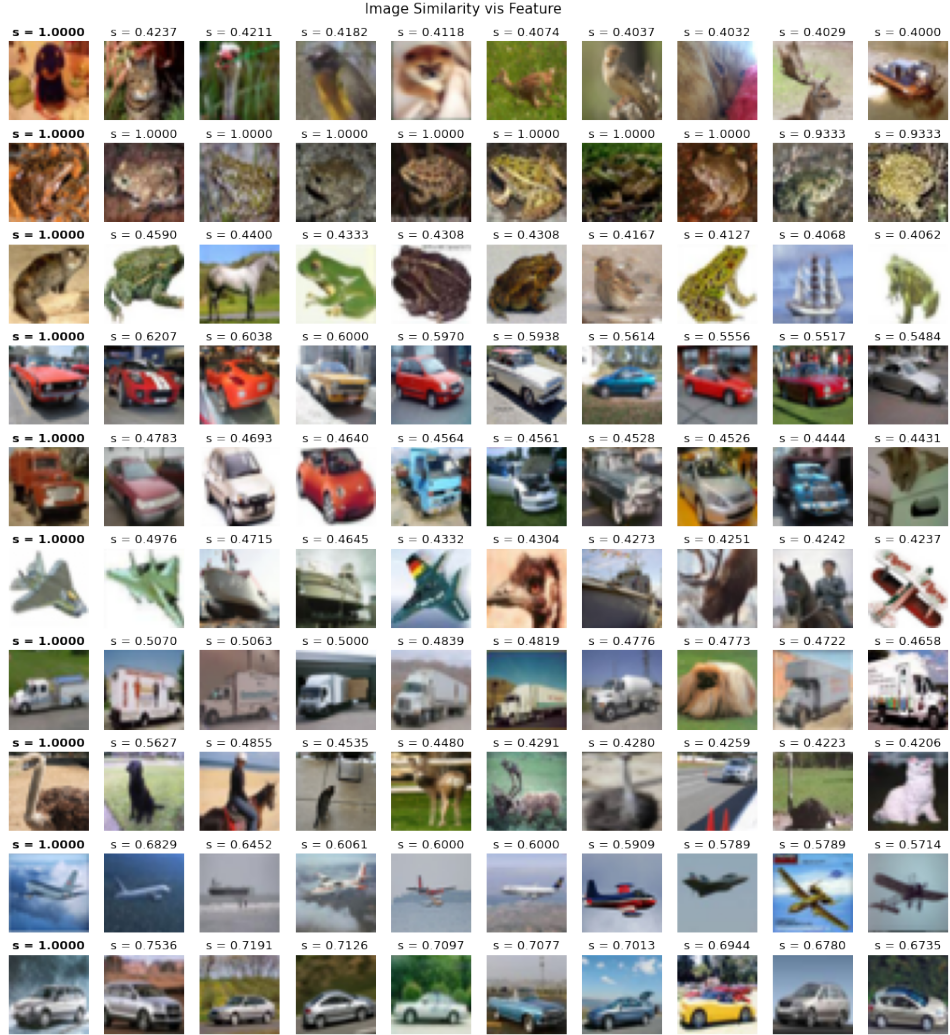 Image Similarity vis Feature
s = 1.0000 s = 0.4237 s = 0.4211 s = 0.4182 s = 0.4118 s = 0.4074 s = 0.4037 s = 0.4032 s = 0.4029 s = 0.4000
s = 1.0000 s = 1.0000 s = 1.0000 s = 1.0000 s = 1.0000 s = 1.0000 s = 1.0000 s = 1.0000 s = 0.9333 s = 0.9333
s = 1.0000 s = 0.4590 s = 0.4400 s = 0.4333 s = 0.4308 s = 0.4308 s = 0.4167 s = 0.4127 s = 0.4068 s = 0.4062
s = 1.0000 s = 0.6207 s = 0.6038 s = 0.6000 s = 0.5970 s = 0.5938 s = 0.5614 s = 0.5556 s = 0.5517 s = 0.5484
s = 1.0000 s = 0.4783 s = 0.4693 s = 0.4640 s = 0.4564 s = 0.4561 s = 0.4528 s = 0.4526 s = 0.4444 s = 0.4431
s = 1.0000 s = 0.4976 s = 0.4715 s = 0.4645 s = 0.4332 s = 0.4304 s = 0.4273 s = 0.4251 s = 0.4242 s = 0.4237
s = 1.0000 s = 0.5070 s = 0.5063 s = 0.5000 s = 0.4839 s = 0.4819 s = 0.4776 s = 0.4773 s = 0.4722 s = 0.4658
s = 1.0000 s = 0.5627 s = 0.4855 s = 0.4535 s = 0.4480 s = 0.4291 s = 0.4280 s = 0.4259 s = 0.4223 s = 0.4206
s = 1.0000 s = 0.6829 s = 0.6452 s = 0.6061 s = 0.6000 s = 0.6000 s = 0.5909 s = 0.5789 s = 0.5789 s = 0.5714
s = 1.0000 s = 0.7536 s = 0.7191 s = 0.7126 s = 0.7097 s = 0.7077 s = 0.7013 s = 0.6944 s = 0.6780 s = 0.6735